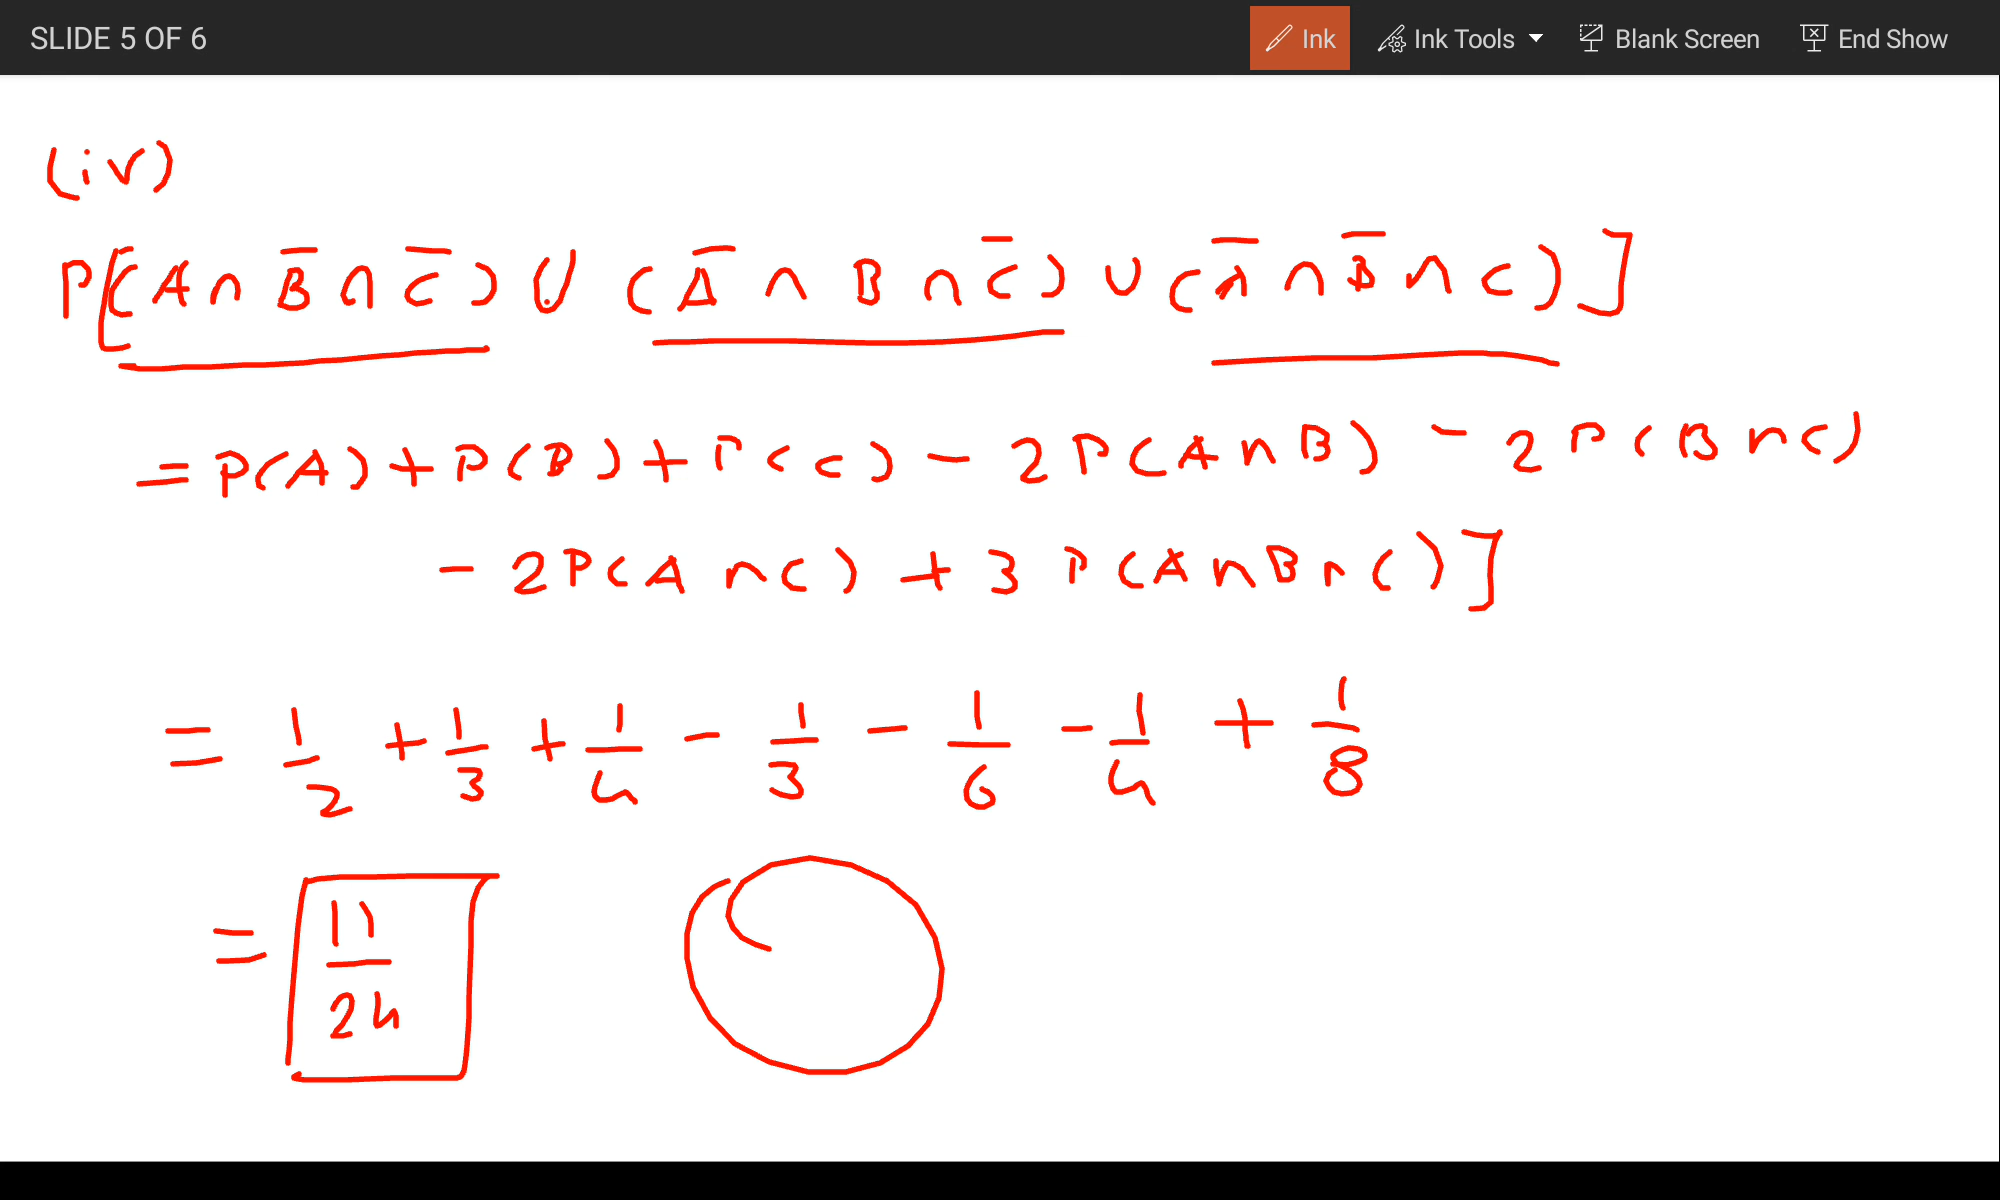 SLIDE 5 OF 6 Ink Ink Tools Blank Screen End Show
(iv)
P[(A∩B̅∩C̅)∪(A̅∩B∩C̅)∪(A̅∩B̅∩C)]
=P(A)+P(B)+P(C)-2P(A∩B)-2P(B∩C)
-2P(A∩C)+3P(A∩B∩C)]
= 1/2 + 1/3 + 1/4 - 1/3 - 1/6 - 1/4 + 1/8
= 11/24